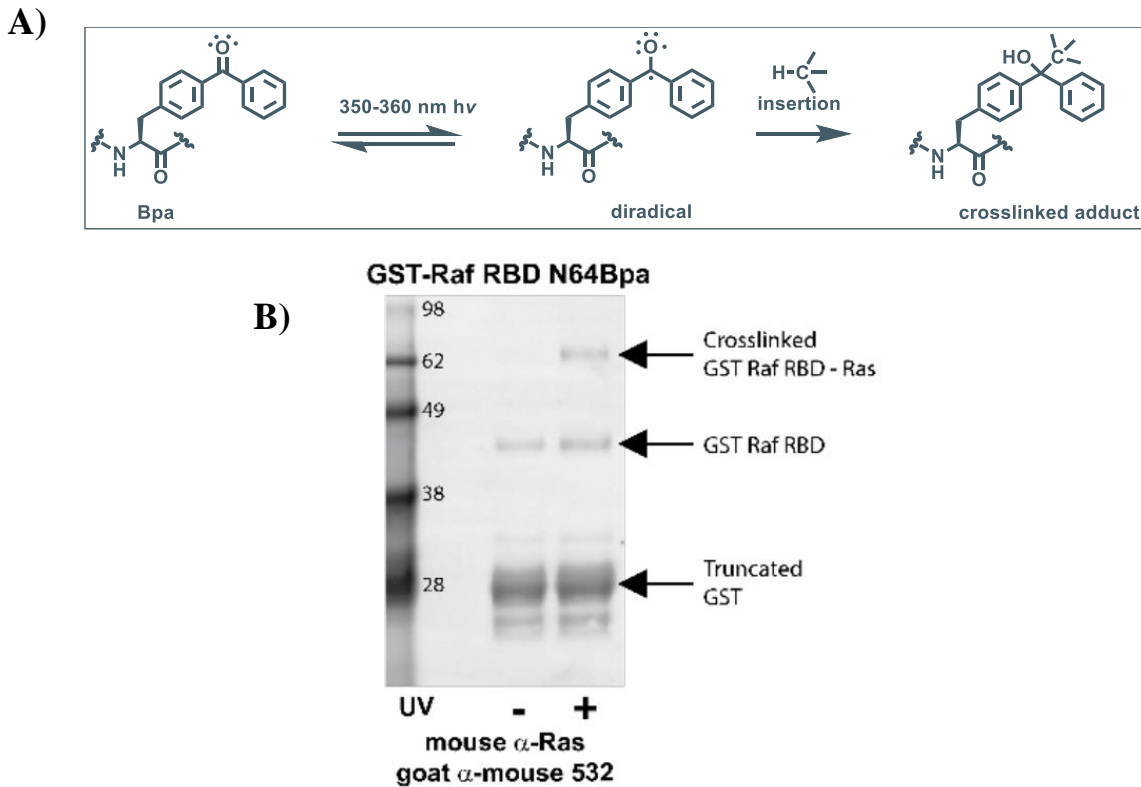 A)
350-360 nm hν
insertion
HO
H C
O
O
N
H
O
N
H
O
N
H
O
Bpa
diradical
crosslinked adduct
GST-Raf RBD N64Bpa
B)
98
62
49
38
28
Crosslinked
GST Raf RBD - Ras
GST Raf RBD
Truncated
GST
UV - +
mouse α-Ras
goat α-mouse 532